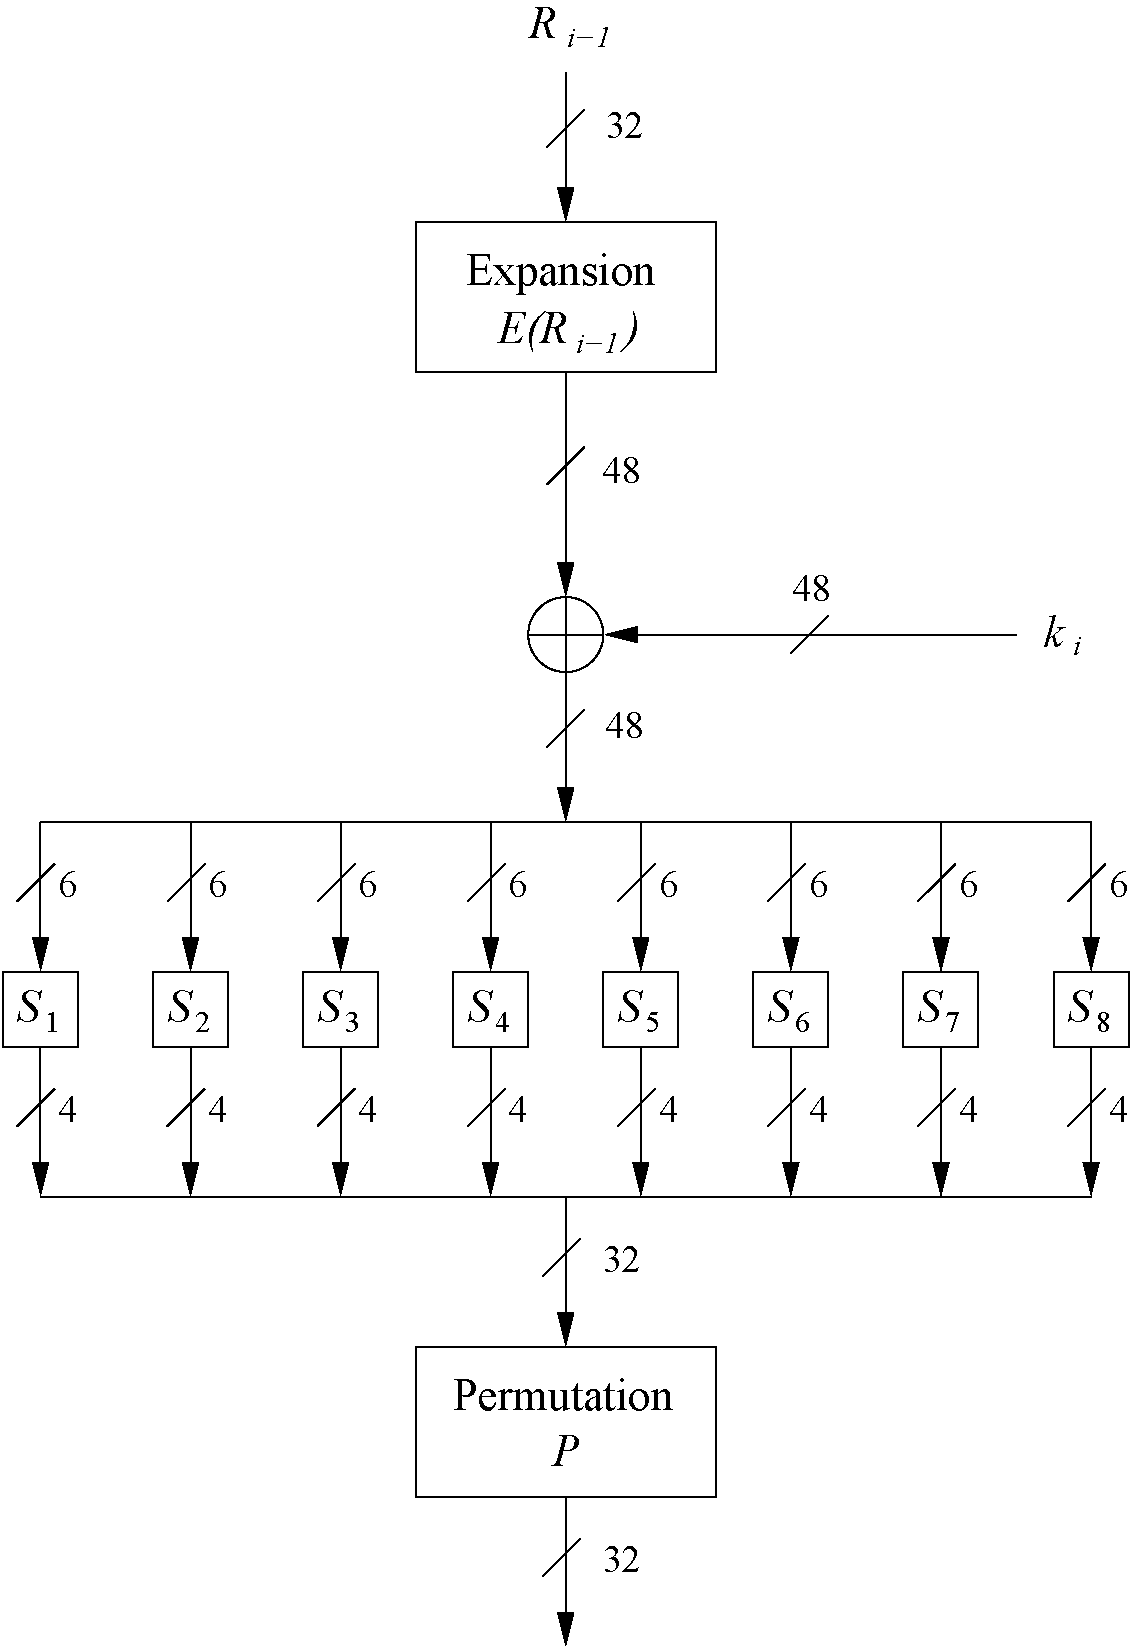 R i−1
32
Expansion
E(R i−1)
48
48
k i
48
6 6 6 6 6 6 6 6
S1 S2 S3 S4 S5 S6 S7 S8
4 4 4 4 4 4 4 4
32
Permutation
P
32